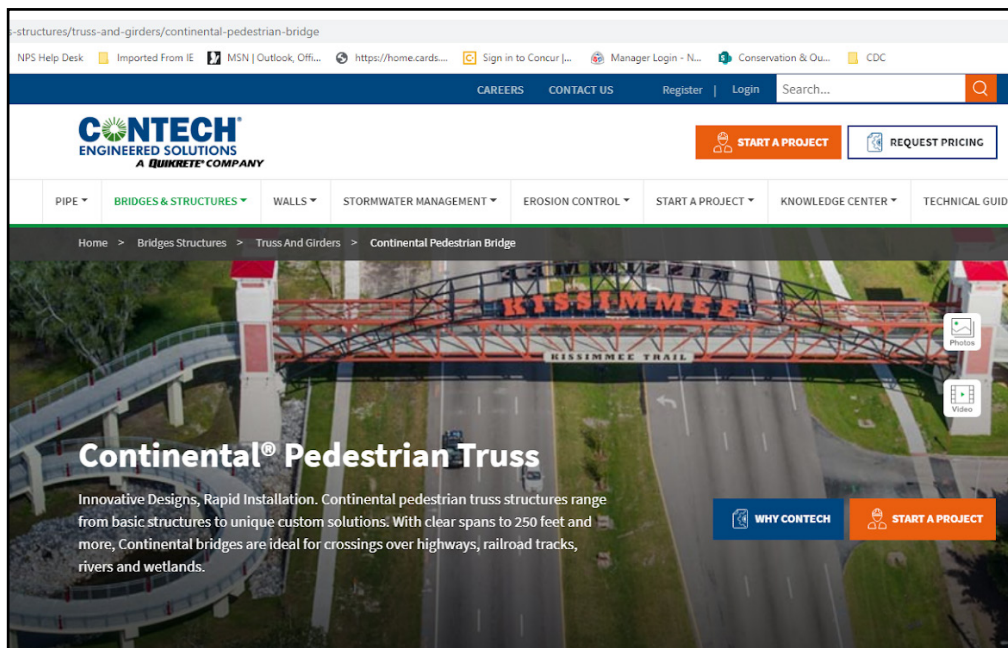 s-structures/truss-and-girders/continental-pedestrian-bridge
NPS Help Desk Imported From IE MSN | Outlook, Offi... https://home.cards.... Sign in to Concur |... Manager Login - N... Conservation & Ou... CDC
CAREERS CONTACT US Register | Login Search...
CONTECH®
ENGINEERED SOLUTIONS
A QUIKRETE® COMPANY
START A PROJECT REQUEST PRICING
PIPE BRIDGES & STRUCTURES WALLS STORMWATER MANAGEMENT EROSION CONTROL START A PROJECT KNOWLEDGE CENTER TECHNICAL GUID
Home > Bridges Structures > Truss And Girders > Continental Pedestrian Bridge
KISSIMMEE
KISSIMMEE TRAIL
Photos
Video
Continental® Pedestrian Truss
Innovative Designs, Rapid Installation. Continental pedestrian truss structures range
from basic structures to unique custom solutions. With clear spans to 250 feet and
more, Continental bridges are ideal for crossings over highways, railroad tracks,
rivers and wetlands.
WHY CONTECH START A PROJECT